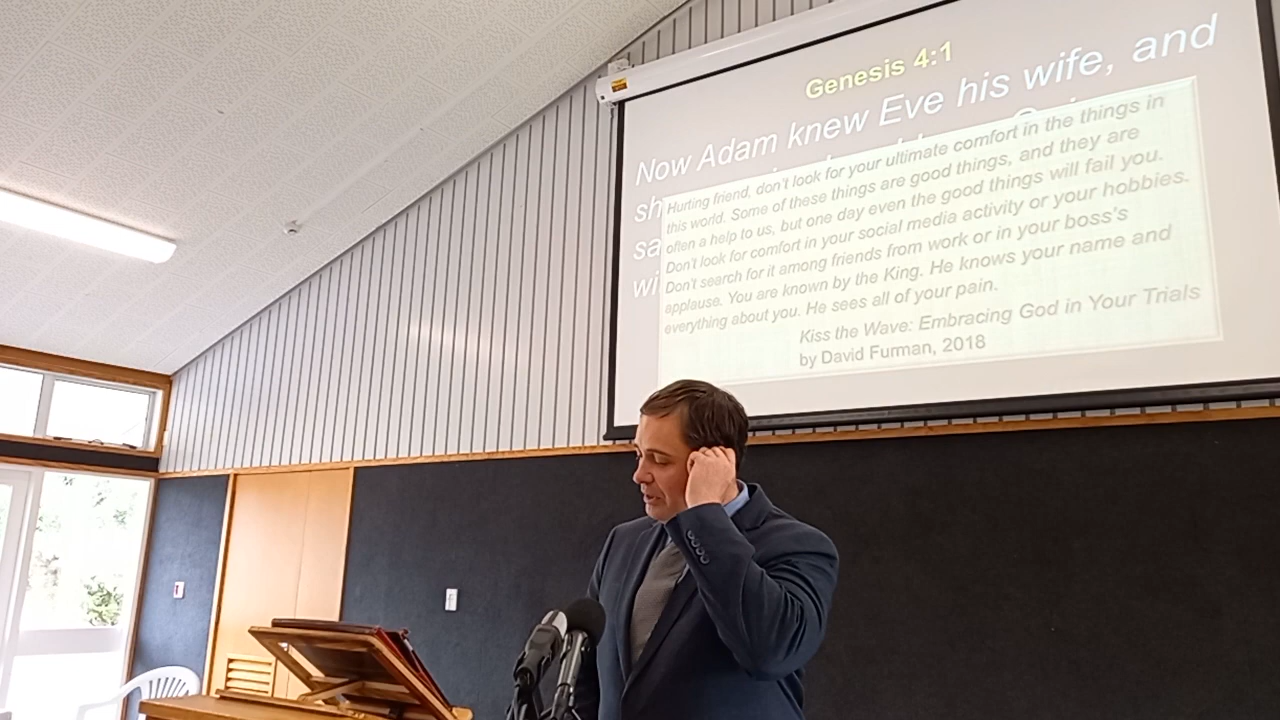 Genesis 4:1
Now Adam knew Eve his wife, and
sh
sa
wi
Hurting friend, don't look for your ultimate comfort in the things in
this world. Some of these things are good things, and they are
often a help to us, but one day even the good things will fail you.
Don't look for comfort in your social media activity or your hobbies.
Don't search for it among friends from work or in your boss's
applause. You are known by the King. He knows your name and
everything about you. He sees all of your pain.
Kiss the Wave: Embracing God in Your Trials
by David Furman, 2018